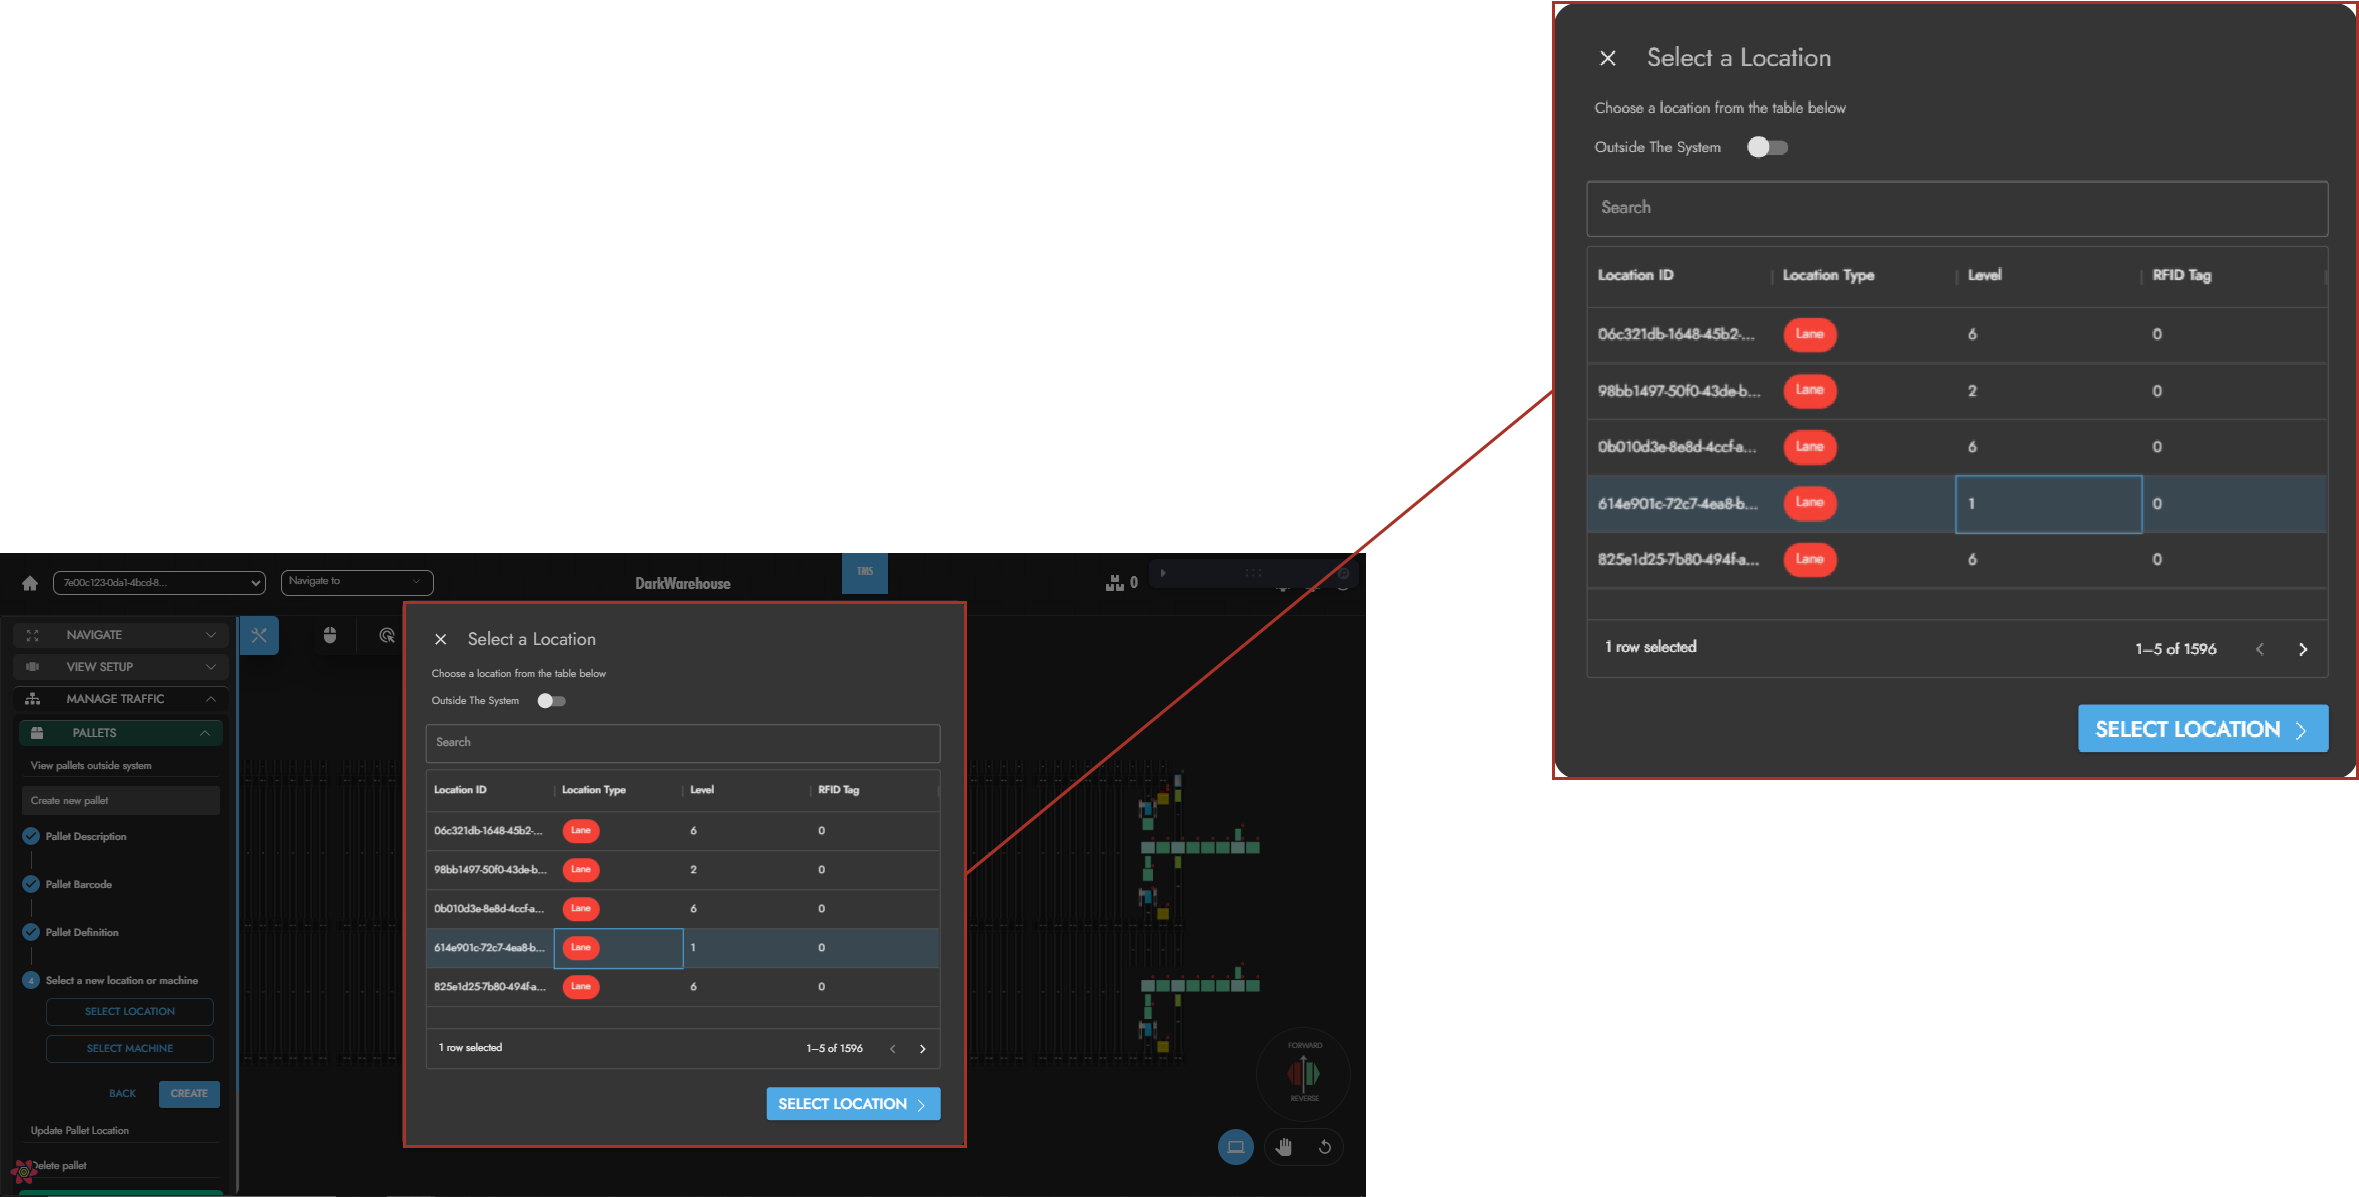 Select a Location
Choose a location from the table below
Outside The System
Search
Location ID Location Type Level RFID Tag
06c321db-1648-45b2-... Lane 6 0
98bb1497-50f0-43de-b... Lane 2 0
0b010d3e-8e8d-4ccf-a... Lane 6 0
614e901c-72c7-4ea8-b... Lane 1 0
825e1d25-7b80-494f-a... Lane 6 0
1 row selected 1–5 of 1596
SELECT LOCATION
7e00c123-0da1-4bcd-8... Navigate to DarkWarehouse TMS 0
NAVIGATE
VIEW SETUP
MANAGE TRAFFIC
PALLETS
View pallets outside system
Create new pallet
Pallet Description
Pallet Barcode
Pallet Definition
4 Select a new location or machine
SELECT LOCATION
SELECT MACHINE
BACK CREATE
Update Pallet Location
Delete pallet
Select a Location
Choose a location from the table below
Outside The System
Search
Location ID Location Type Level RFID Tag
06c321db-1648-45b2-... Lane 6 0
98bb1497-50f0-43de-b... Lane 2 0
0b010d3e-8e8d-4ccf-a... Lane 6 0
614e901c-72c7-4ea8-b... Lane 1 0
825e1d25-7b80-494f-a... Lane 6 0
1 row selected 1–5 of 1596
SELECT LOCATION
FORWARD
REVERSE